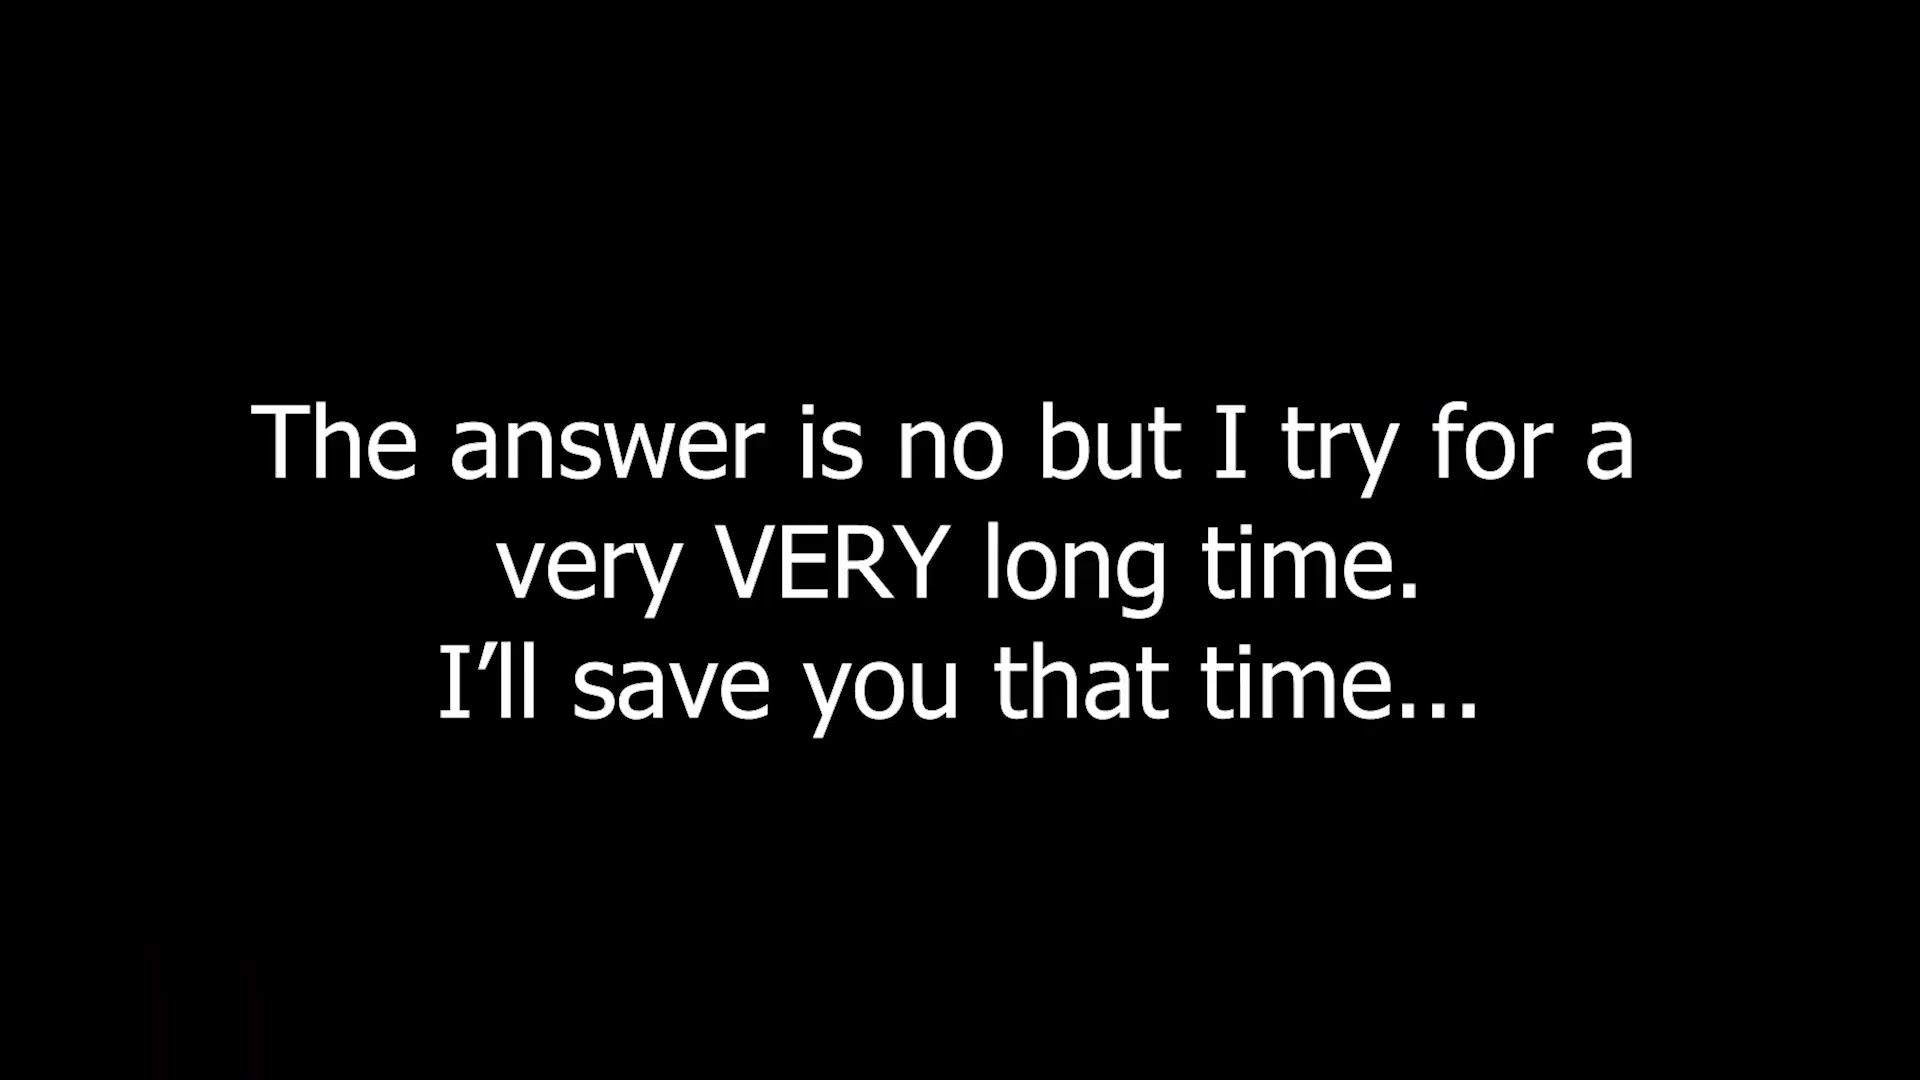 The answer is no but I try for a
very VERY long time.
I’ll save you that time...